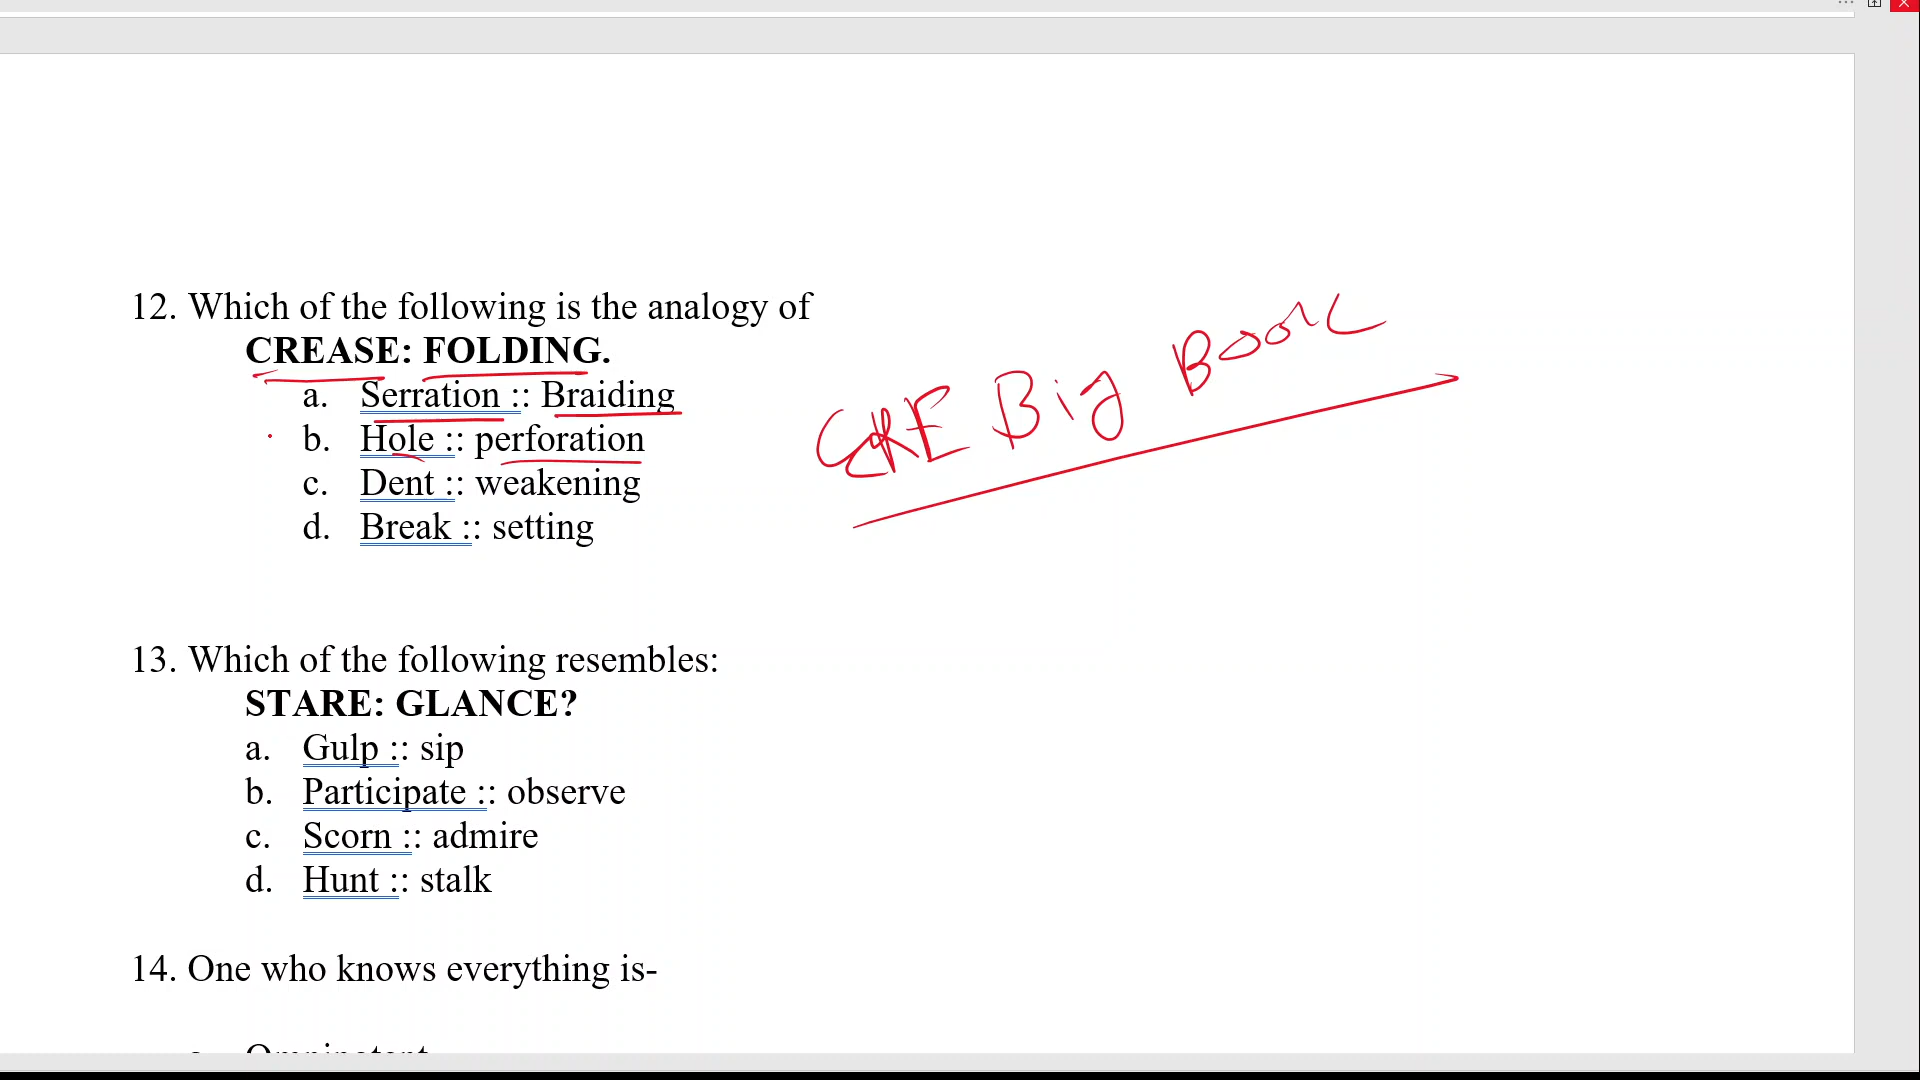 12. Which of the following is the analogy of
CREASE: FOLDING.
a. Serration :: Braiding
b. Hole :: perforation
c. Dent :: weakening
d. Break :: setting
GRE Big Book
13. Which of the following resembles:
STARE: GLANCE?
a. Gulp :: sip
b. Participate :: observe
c. Scorn :: admire
d. Hunt :: stalk
14. One who knows everything is-